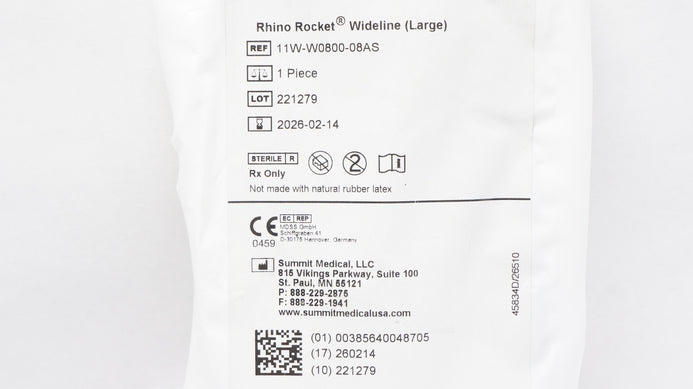 Rhino Rocket® Wideline (Large)
REF 11W-W0800-08AS
1 Piece
LOT 221279
2026-02-14
STERILE R
2
i
Rx Only
Not made with natural rubber latex
CE
0459
EC REP
MDSS GmbH
Schiffgraben 41
D-30175 Hannover, Germany
Summit Medical, LLC
815 Vikings Parkway, Suite 100
St. Paul, MN 55121
P: 888-229-2875
F: 888-229-1941
www.summitmedicalusa.com
45834D/26510
(01) 00385640048705
(17) 260214
(10) 221279